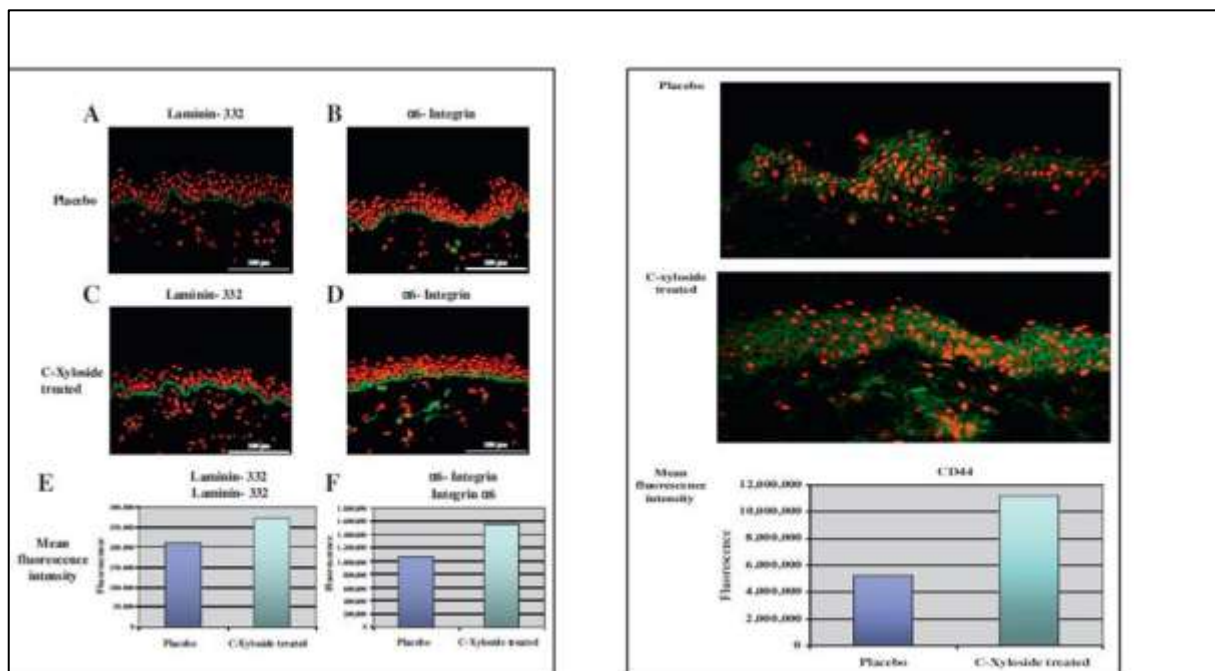 A
Laminin- 332
B
α6- Integrin
Placebo
C
Laminin- 332
D
α6- Integrin
C-Xyloside
treated
E
Laminin- 332
Laminin- 332
F
α6- Integrin
Integrin α6
Mean
fluorescence
intensity
Fluorescence
0
Placebo
C-Xyloside treated
Fluorescence
Placebo
C-Xyloside treated
Placebo
C-xyloside
treated
Mean
fluorescence
intensity
CD44
Fluorescence
12,000,000
10,000,000
8,000,000
6,000,000
4,000,000
2,000,000
0
Placebo
C-Xyloside treated